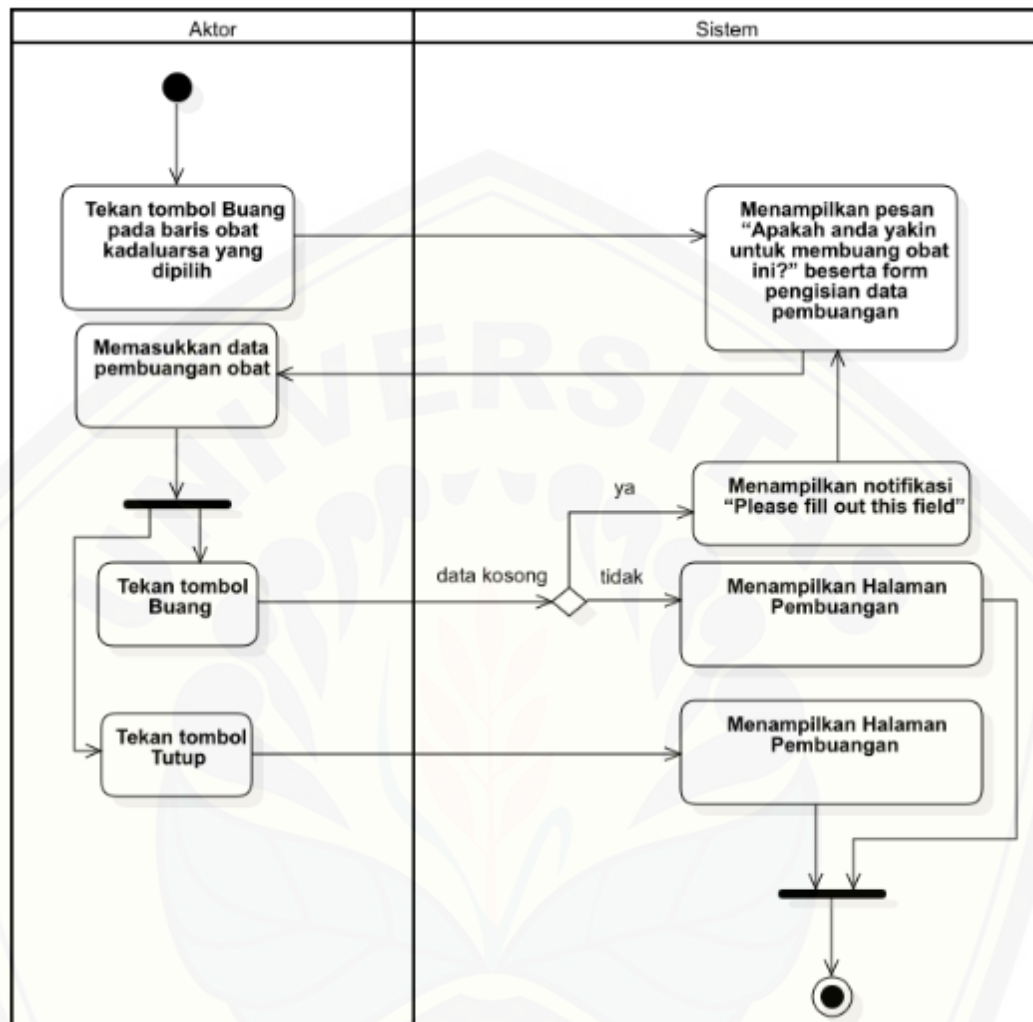 Aktor
Sistem
Tekan tombol Buang
pada baris obat
kadaluarsa yang
dipilih
Menampilkan pesan
“Apakah anda yakin
untuk membuang obat
ini?” beserta form
pengisian data
pembuangan
Memasukkan data
pembuangan obat
ya
Menampilkan notifikasi
“Please fill out this field”
Tekan tombol
Buang
data kosong
tidak
Menampilkan Halaman
Pembuangan
Tekan tombol
Tutup
Menampilkan Halaman
Pembuangan
UNIVERSITAS